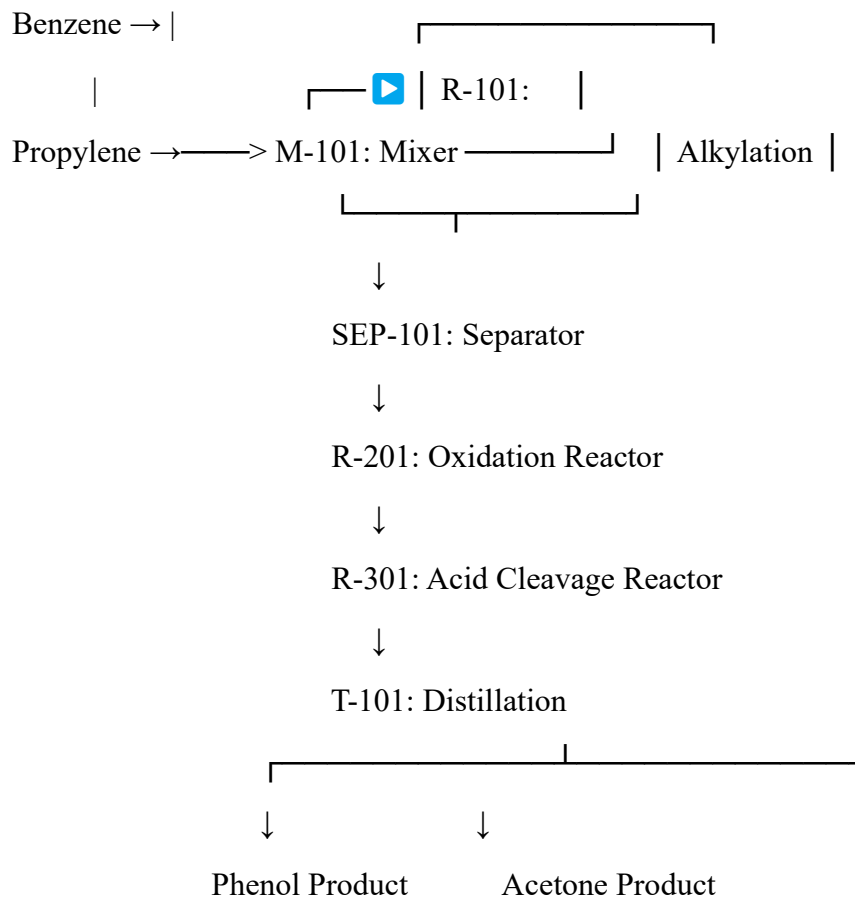 Benzene → |
| R-101: |
Propylene →———> M-101: Mixer | Alkylation |
↓
SEP-101: Separator
↓
R-201: Oxidation Reactor
↓
R-301: Acid Cleavage Reactor
↓
T-101: Distillation
↓ ↓
Phenol Product Acetone Product